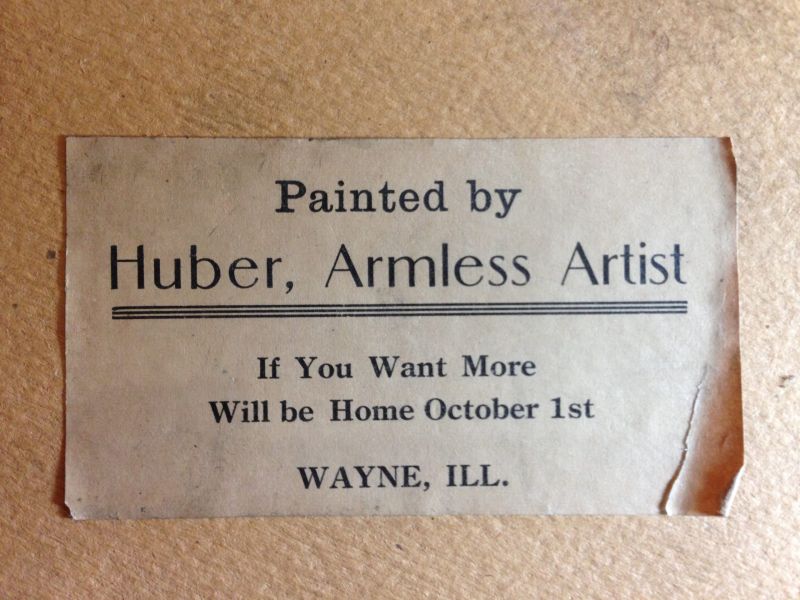 Painted by
Huber, Armless Artist
If You Want More
Will be Home October 1st
WAYNE, ILL.